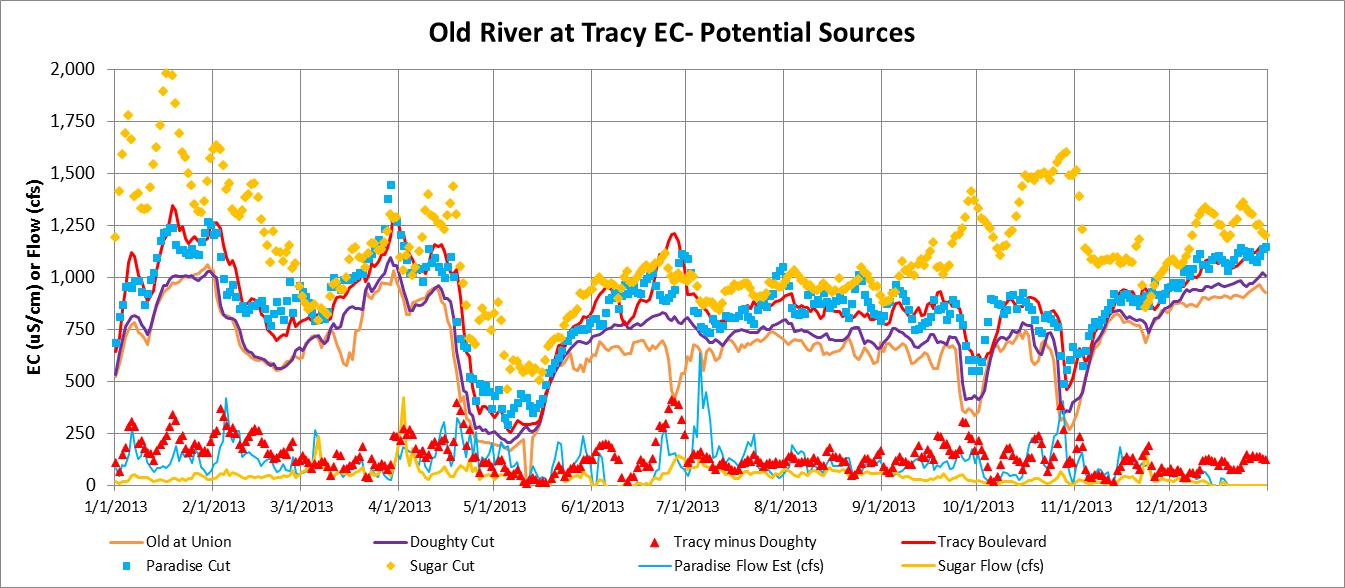 Old River at Tracy EC- Potential Sources
EC (uS/cm) or Flow (cfs)
2,000
1,750
1,500
1,250
1,000
750
500
250
0
1/1/2013 2/1/2013 3/1/2013 4/1/2013 5/1/2013 6/1/2013 7/1/2013 8/1/2013 9/1/2013 10/1/2013 11/1/2013 12/1/2013
Old at Union Doughty Cut Tracy minus Doughty Tracy Boulevard
Paradise Cut Sugar Cut Paradise Flow Est (cfs) Sugar Flow (cfs)